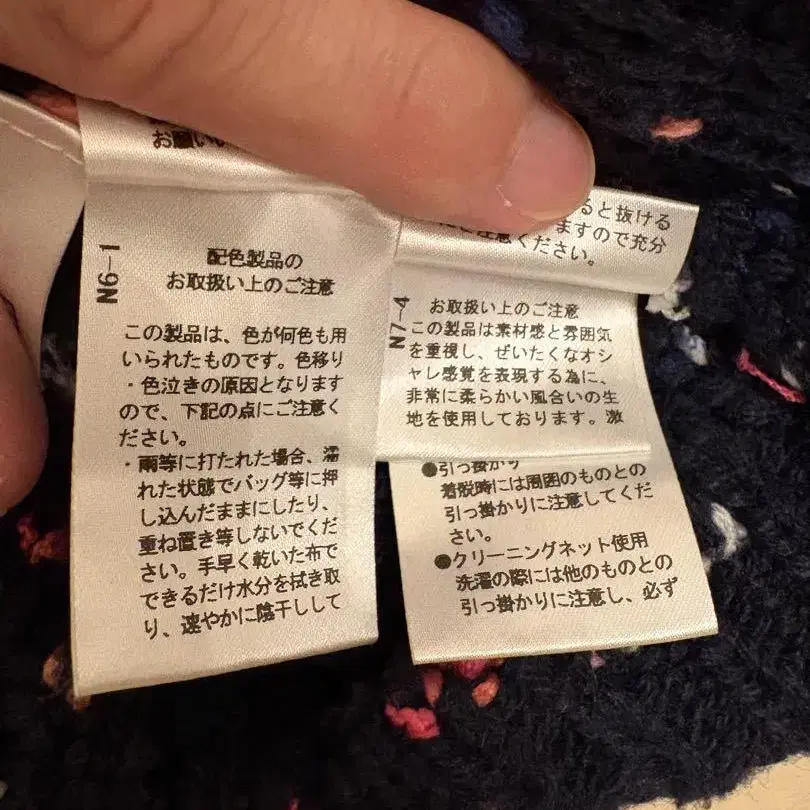 お願いい
N6-1
配色製品の
お取扱い上のご注意
この製品は、色が何色も用
いられたものです。色移り
・色泣きの原因となります
ので、下記の点にご注意く
ださい。
・雨等に打たれた場合、濡
れた状態でバッグ等に押
し込んだままにしたり、
重ね置き等しないでくだ
さい。手早く乾いた布で
できるだけ水分を拭き取
り、速やかに陰干しして
ると抜ける
ますので充分
ご注意ください。
N7-4
お取扱い上のご注意
この製品は素材感と雰囲気
を重視し、ぜいたくなオシ
ャレ感覚を表現する為に、
非常に柔らかい風合いの生
地を使用しております。激
●引っ掛かり
着脱時には周囲のものとの
引っ掛かりに注意してくだ
さい。
●クリーニングネット使用
洗濯の際には他のものとの
引っ掛かりに注意し、必ず